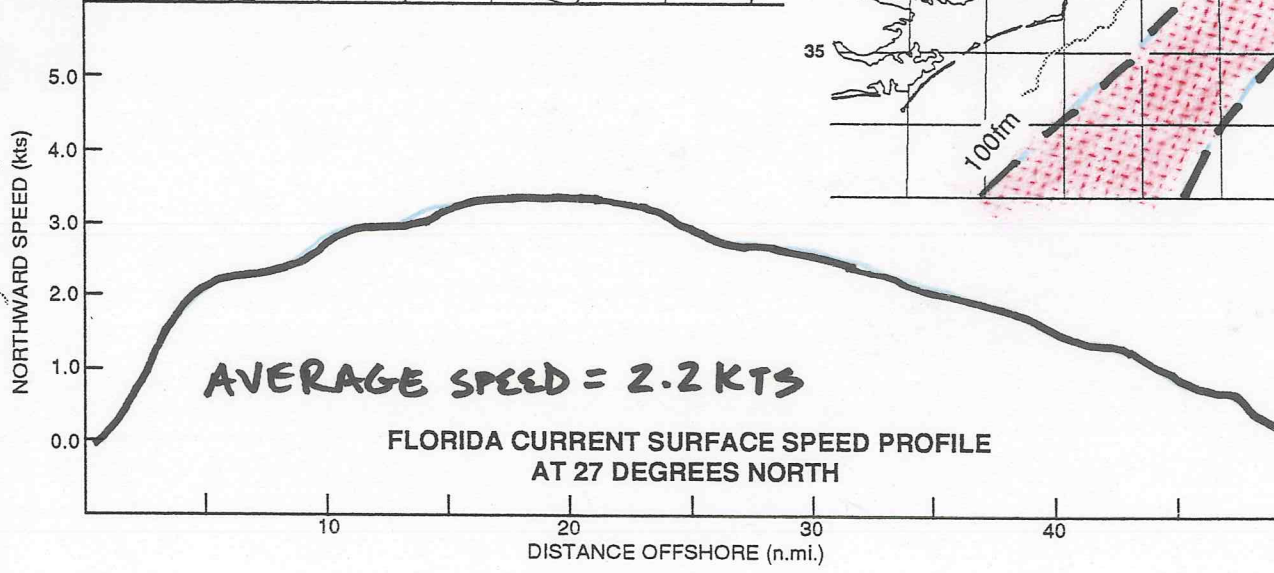 35
100fm
NORTHWARD SPEED (kts)
5.0
4.0
3.0
2.0
1.0
0.0
AVERAGE SPEED = 2.2 KTS
FLORIDA CURRENT SURFACE SPEED PROFILE
AT 27 DEGREES NORTH
10
20
30
40
DISTANCE OFFSHORE (n.mi.)